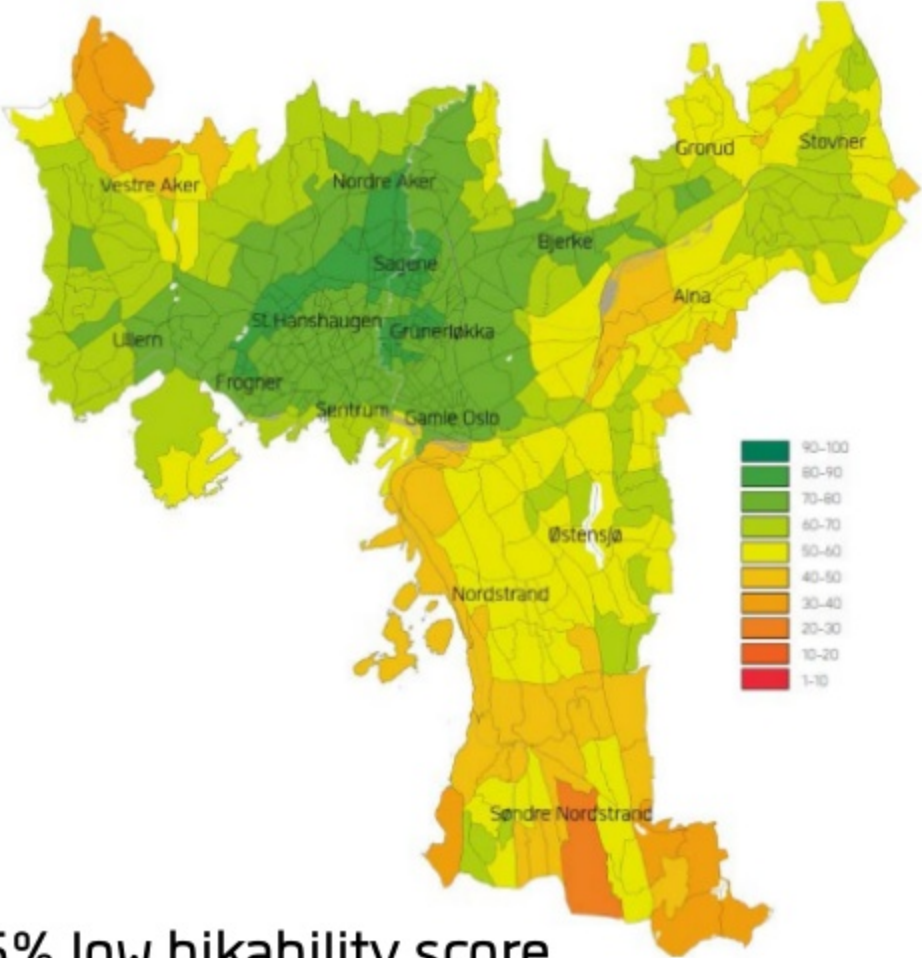 Grorud
Stovner
Vestre Aker
Nordre Aker
Bjerke
Sagene
Alna
St. Hanshaugen
Grünerløkka
Ullern
Frogner
Sentrum
Gamle Oslo
90-100
80-90
70-80
60-70
50-60
40-50
30-40
20-30
10-20
1-10
Østensjø
Nordstrand
Søndre Nordstrand
% low bikability score